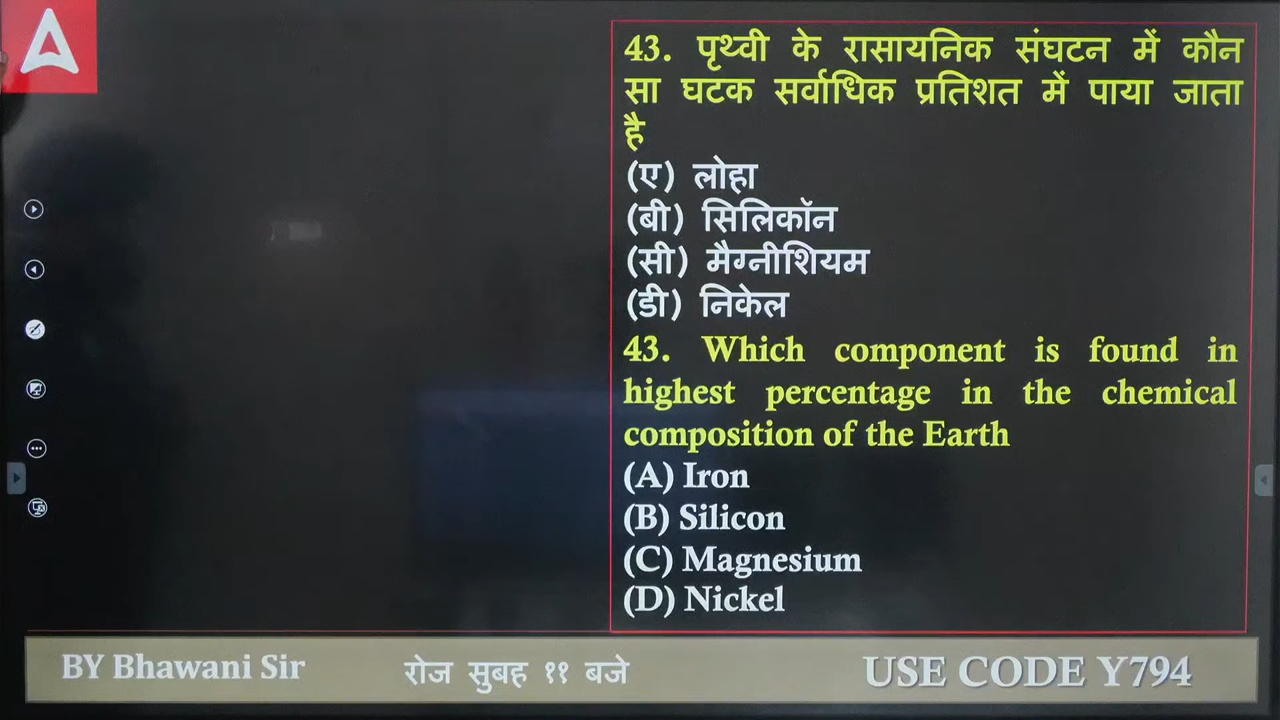 43. पृथ्वी के रासायनिक संघटन में कौन
सा घटक सर्वाधिक प्रतिशत में पाया जाता
है
(ए) लोहा
(बी) सिलिकॉन
(सी) मैग्नीशियम
(डी) निकेल
43. Which component is found in
highest percentage in the chemical
composition of the Earth
(A) Iron
(B) Silicon
(C) Magnesium
(D) Nickel
BY Bhawani Sir
रोज सुबह ११ बजे
USE CODE Y794